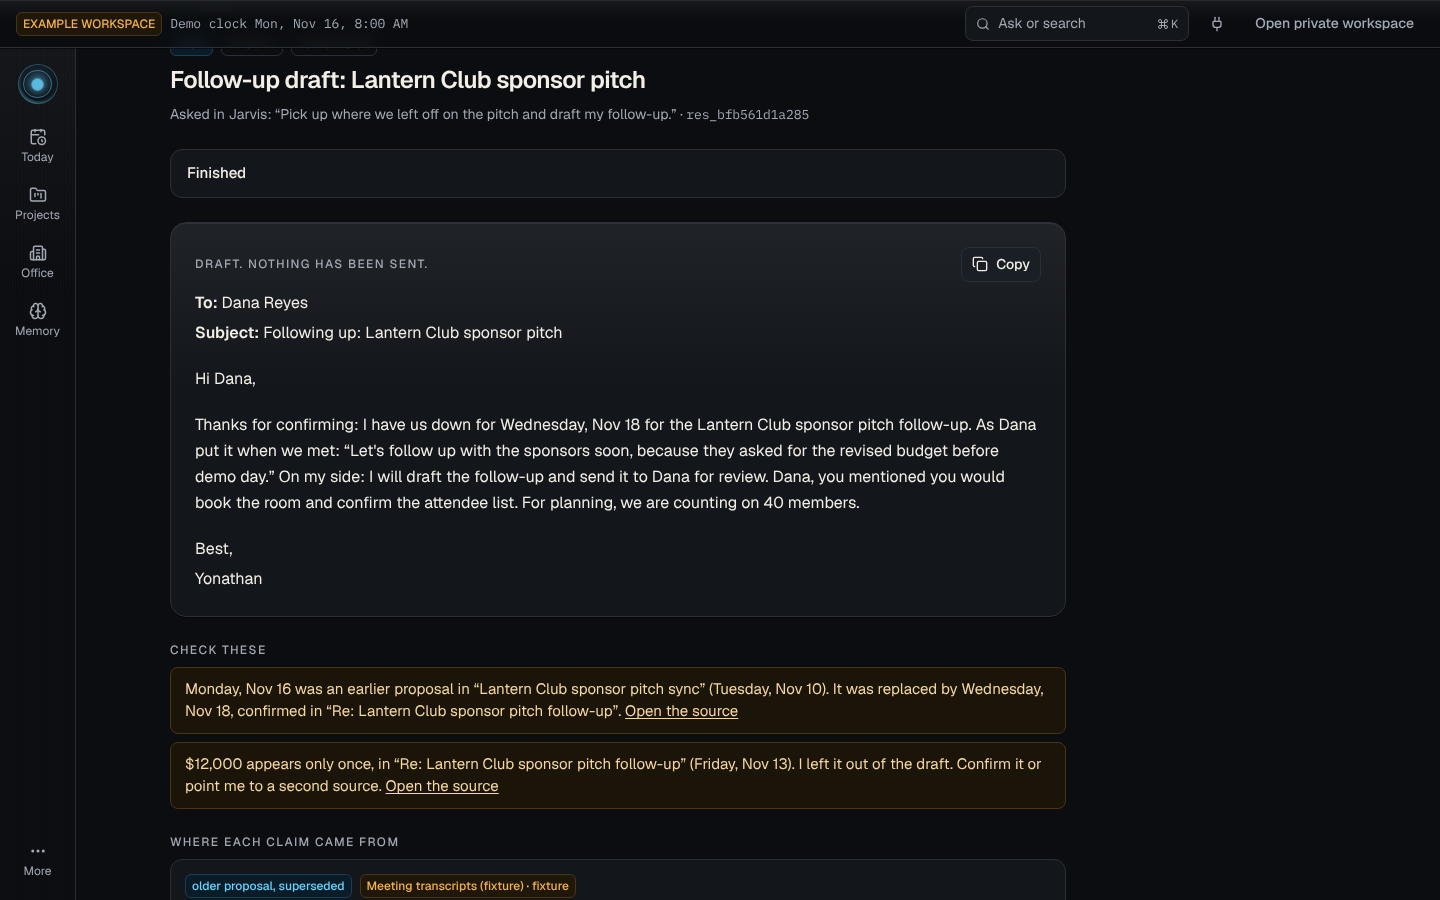 EXAMPLE WORKSPACE
Demo clock Mon, Nov 16, 8:00 AM
Ask or search
⌘K
Open private workspace
Today
Projects
Office
Memory
More
Follow-up draft: Lantern Club sponsor pitch
Asked in Jarvis: “Pick up where we left off on the pitch and draft my follow-up.” · res_bfb561d1a285
Finished
DRAFT. NOTHING HAS BEEN SENT.
Copy
To: Dana Reyes
Subject: Following up: Lantern Club sponsor pitch
Hi Dana,
Thanks for confirming: I have us down for Wednesday, Nov 18 for the Lantern Club sponsor pitch follow-up. As Dana
put it when we met: “Let's follow up with the sponsors soon, because they asked for the revised budget before
demo day.” On my side: I will draft the follow-up and send it to Dana for review. Dana, you mentioned you would
book the room and confirm the attendee list. For planning, we are counting on 40 members.
Best,
Yonathan
CHECK THESE
Monday, Nov 16 was an earlier proposal in “Lantern Club sponsor pitch sync” (Tuesday, Nov 10). It was replaced by Wednesday,
Nov 18, confirmed in “Re: Lantern Club sponsor pitch follow-up”. Open the source
$12,000 appears only once, in “Re: Lantern Club sponsor pitch follow-up” (Friday, Nov 13). I left it out of the draft. Confirm it or
point me to a second source. Open the source
WHERE EACH CLAIM CAME FROM
older proposal, superseded
Meeting transcripts (fixture) · fixture